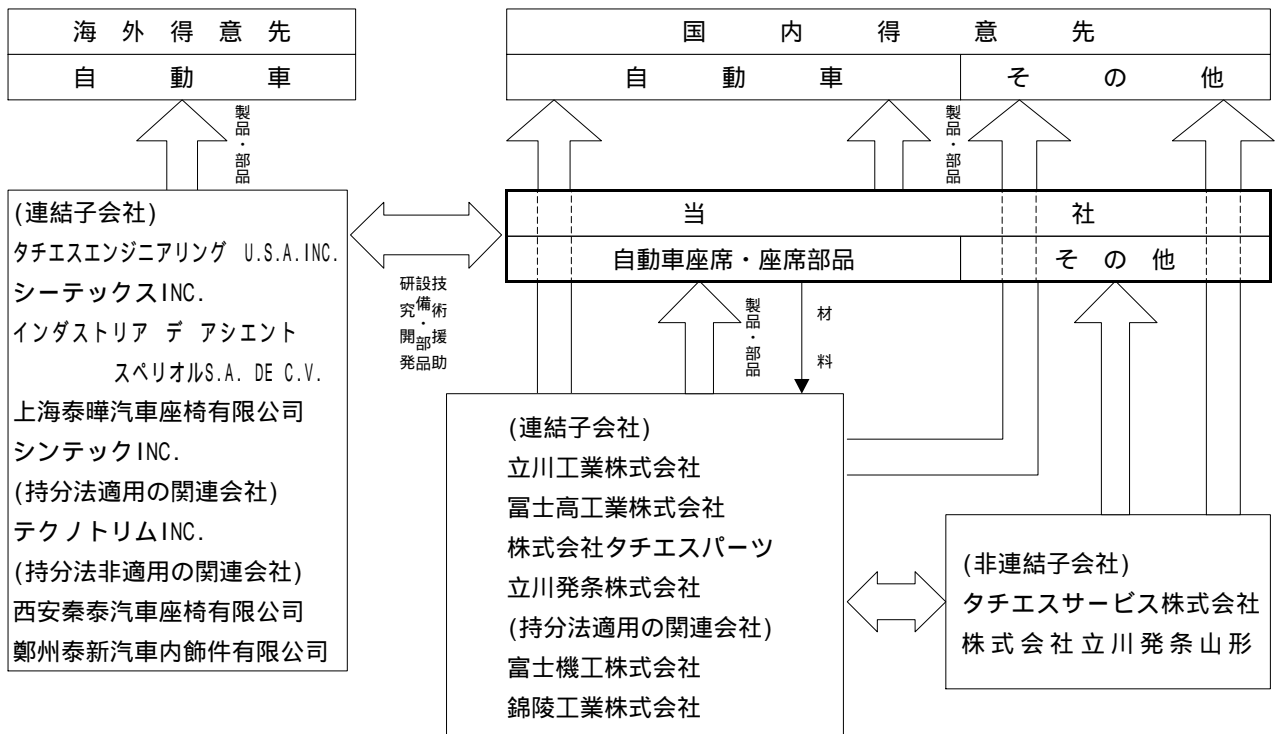 海外得意先
自動車
国内得意先
自動車
その他
製品・部品
製品・部品
(連結子会社)
タチエスエンジニアリング U.S.A.INC.
シーテックスINC.
インダストリア デ アシエント
スペリオルS.A. DE C.V.
上海泰曄汽車座椅有限公司
シンテックINC.
(持分法適用の関連会社)
テクノトリムINC.
(持分法非適用の関連会社)
西安秦泰汽車座椅有限公司
鄭州泰新汽車内飾件有限公司
技術援助
設備・部品
研究開発
当社
自動車座席・座席部品
その他
製品・部品
材料
(連結子会社)
立川工業株式会社
冨士高工業株式会社
株式会社タチエスパーツ
立川発条株式会社
(持分法適用の関連会社)
富士機工株式会社
錦陵工業株式会社
(非連結子会社)
タチエスサービス株式会社
株式会社立川発条山形